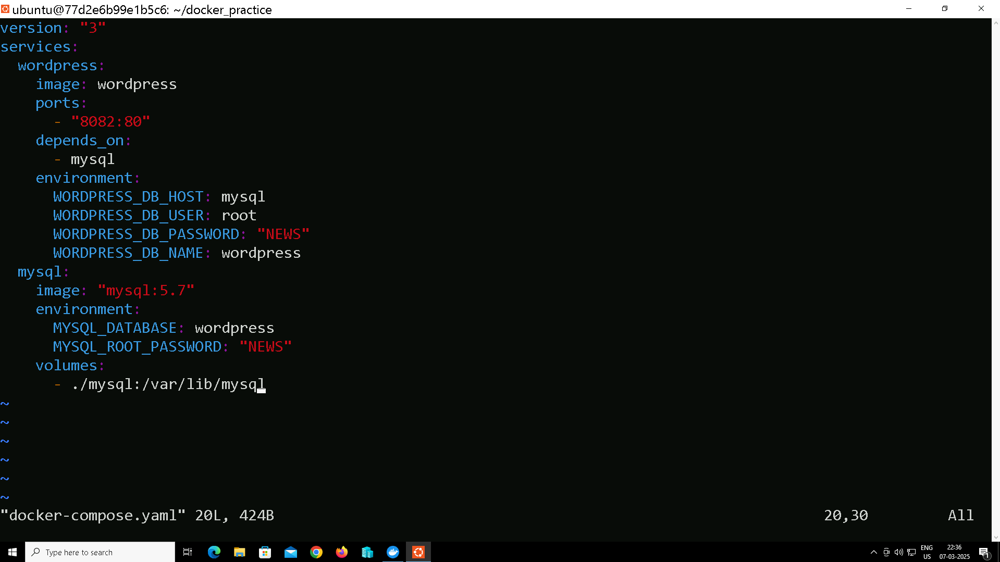 ubuntu@77d2e6b99e1b5c6: ~/docker_practice
version: "3"
services:
  wordpress:
    image: wordpress
    ports:
      - "8082:80"
    depends_on:
      - mysql
    environment:
      WORDPRESS_DB_HOST: mysql
      WORDPRESS_DB_USER: root
      WORDPRESS_DB_PASSWORD: "NEWS"
      WORDPRESS_DB_NAME: wordpress
  mysql:
    image: "mysql:5.7"
    environment:
      MYSQL_DATABASE: wordpress
      MYSQL_ROOT_PASSWORD: "NEWS"
    volumes:
      - ./mysql:/var/lib/mysql
~
~
~
~
~
~
"docker-compose.yaml" 20L, 424B 20,30 All
Type here to search
ENG
US
22:36
07-03-2025
1